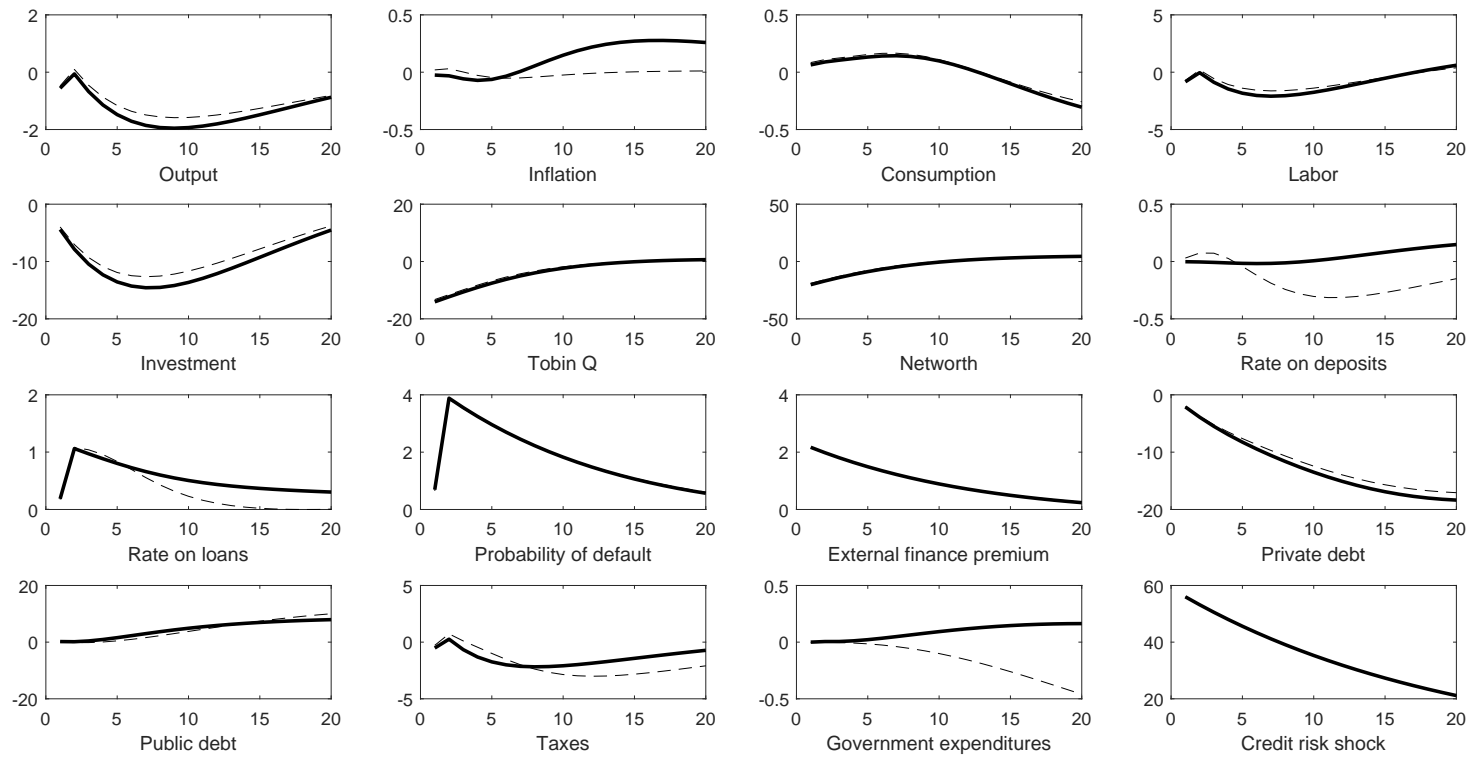 2
0
-2
0 5 10 15 20
Output
0.5
0
-0.5
0 5 10 15 20
Inflation
0.5
0
-0.5
0 5 10 15 20
Consumption
5
0
-5
0 5 10 15 20
Labor
0
-10
-20
0 5 10 15 20
Investment
20
0
-20
0 5 10 15 20
Tobin Q
50
0
-50
0 5 10 15 20
Networth
0.5
0
-0.5
0 5 10 15 20
Rate on deposits
2
1
0
0 5 10 15 20
Rate on loans
4
2
0
0 5 10 15 20
Probability of default
4
2
0
0 5 10 15 20
External finance premium
0
-10
-20
0 5 10 15 20
Private debt
20
0
-20
0 5 10 15 20
Public debt
5
0
-5
0 5 10 15 20
Taxes
0.5
0
-0.5
0 5 10 15 20
Government expenditures
60
40
20
0 5 10 15 20
Credit risk shock